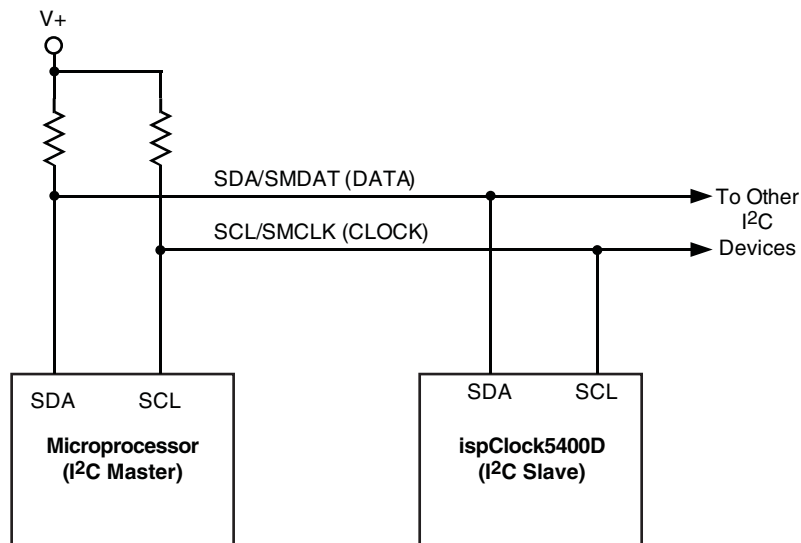 V+
SDA/SMDAT (DATA)
SCL/SMCLK (CLOCK)
To Other
I²C
Devices
SDA SCL
Microprocessor
(I²C Master)
SDA SCL
ispClock5400D
(I²C Slave)